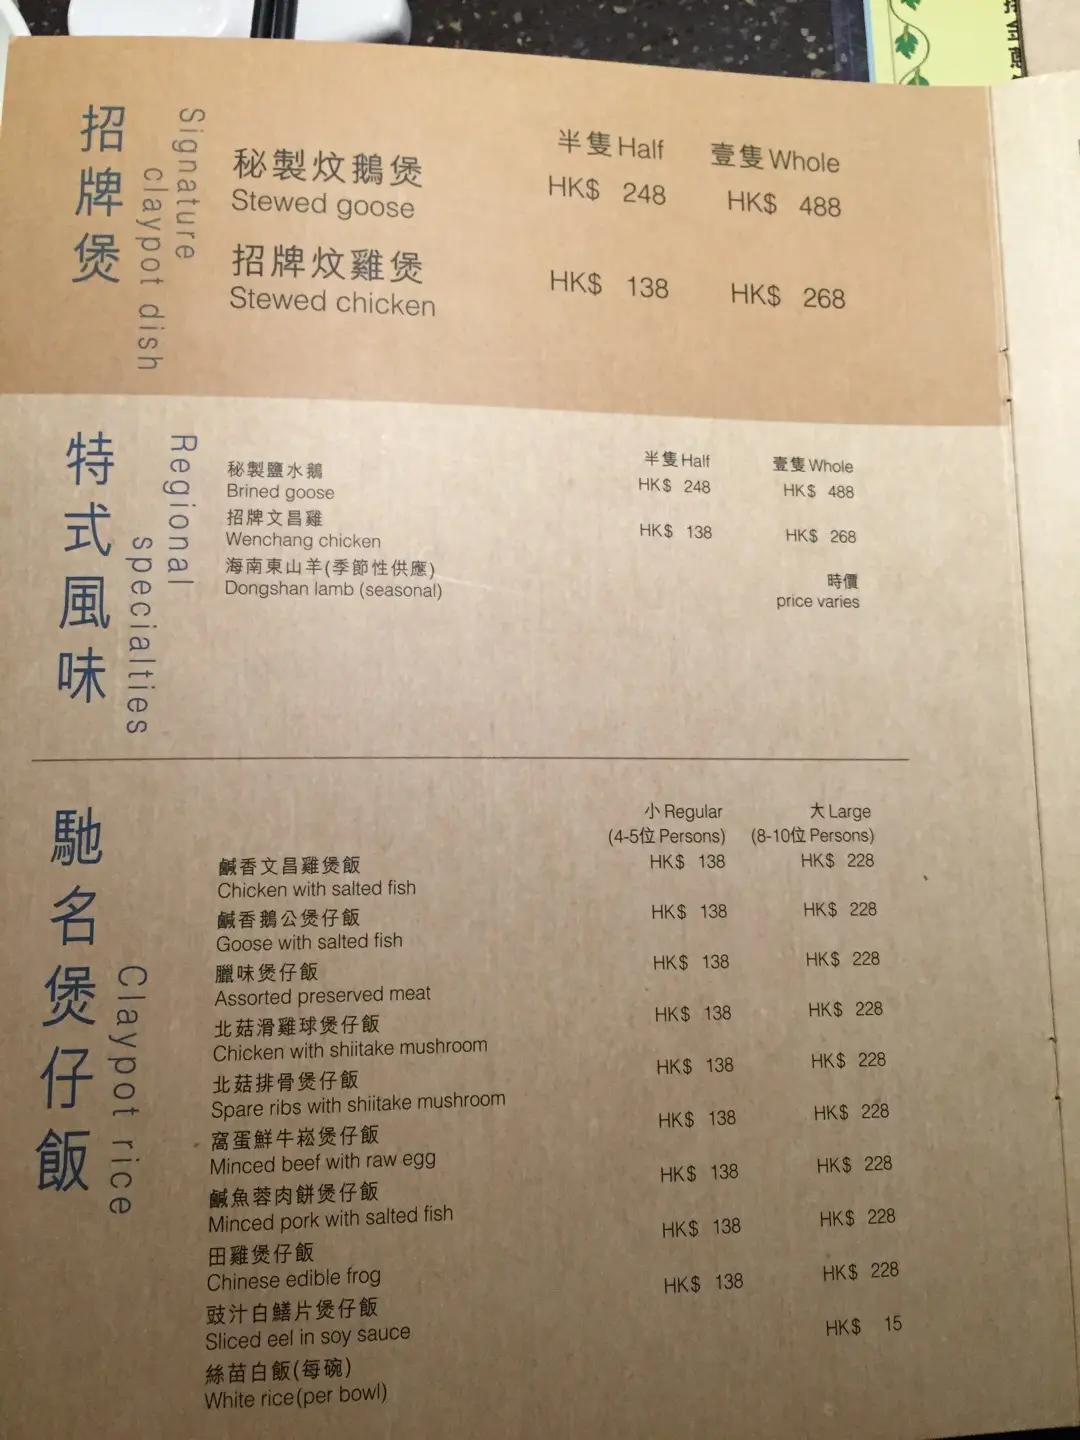 招牌煲
Signature
claypot dish
半隻 Half
壹隻 Whole
秘製炆鵝煲
HK$ 248
HK$ 488
Stewed goose
招牌炆雞煲
HK$ 138
HK$ 268
Stewed chicken
特式風味
Regional
specialties
半隻 Half
壹隻 Whole
秘製鹽水鵝
HK$ 248
HK$ 488
Brined goose
招牌文昌雞
HK$ 138
HK$ 268
Wenchang chicken
海南東山羊(季節性供應)
時價
Dongshan lamb (seasonal)
price varies
馳名煲仔飯
Claypot rice
小 Regular
大 Large
(4-5位 Persons)
(8-10位 Persons)
鹹香文昌雞煲飯
HK$ 138
HK$ 228
Chicken with salted fish
鹹香鵝公煲仔飯
HK$ 138
HK$ 228
Goose with salted fish
臘味煲仔飯
HK$ 138
HK$ 228
Assorted preserved meat
北菇滑雞球煲仔飯
HK$ 138
HK$ 228
Chicken with shiitake mushroom
北菇排骨煲仔飯
HK$ 138
HK$ 228
Spare ribs with shiitake mushroom
窩蛋鮮牛崧煲仔飯
HK$ 138
HK$ 228
Minced beef with raw egg
鹹魚蓉肉餅煲仔飯
HK$ 138
HK$ 228
Minced pork with salted fish
田雞煲仔飯
HK$ 138
HK$ 228
Chinese edible frog
豉汁白鱔片煲仔飯
HK$ 138
HK$ 228
Sliced eel in soy sauce
絲苗白飯(每碗)
HK$ 15
White rice(per bowl)